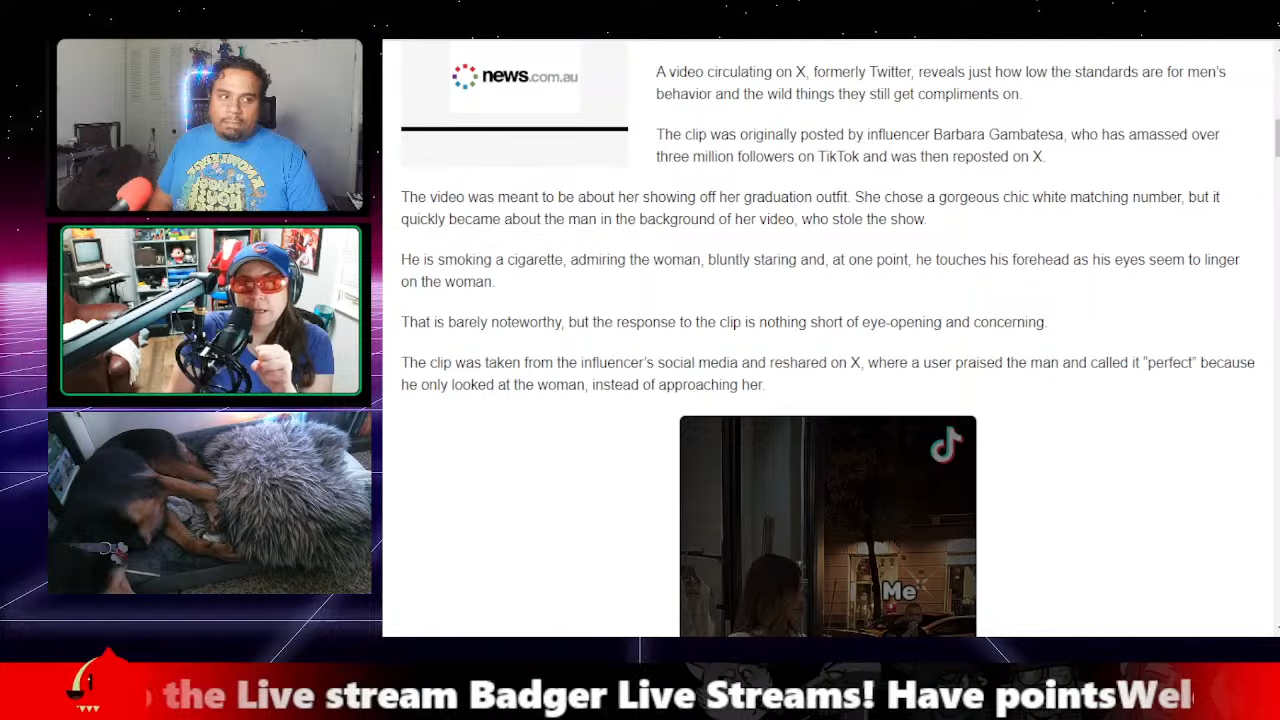 news.com.au
A video circulating on X, formerly Twitter, reveals just how low the standards are for men's
behavior and the wild things they still get compliments on.
The clip was originally posted by influencer Barbara Gambatesa, who has amassed over
three million followers on TikTok and was then reposted on X.
The video was meant to be about her showing off her graduation outfit. She chose a gorgeous chic white matching number, but it
quickly became about the man in the background of her video, who stole the show.
He is smoking a cigarette, admiring the woman, bluntly staring and, at one point, he touches his forehead as his eyes seem to linger
on the woman.
That is barely noteworthy, but the response to the clip is nothing short of eye-opening and concerning.
The clip was taken from the influencer's social media and reshared on X, where a user praised the man and called it "perfect" because
he only looked at the woman, instead of approaching her.
Me
the Live stream Badger Live Streams! Have pointsWel